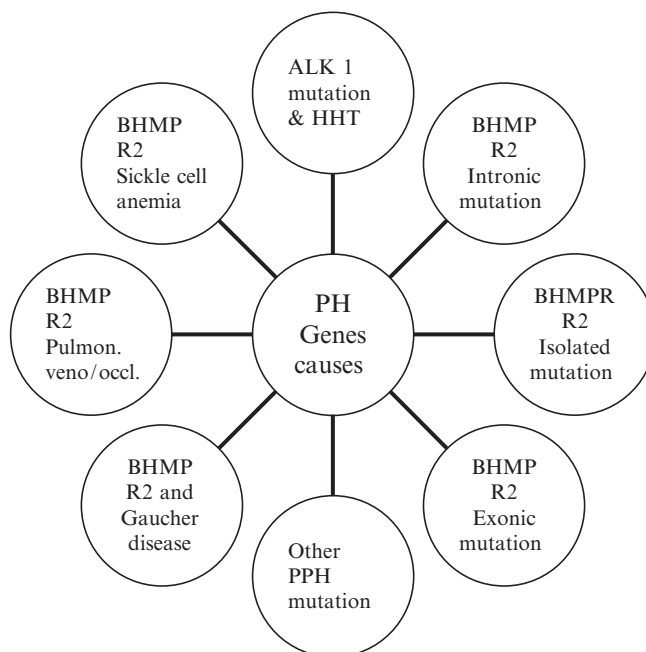 ALK 1
mutation
& HHT
BHMP
R2
Intronic
mutation
BHMPR
R2
Isolated
mutation
BHMP
R2
Exonic
mutation
Other
PPH
mutation
BHMP
R2 and
Gaucher
disease
BHMP
R2
Pulmon.
veno/occl.
BHMP
R2
Sickle cell
anemia
PH
Genes
causes